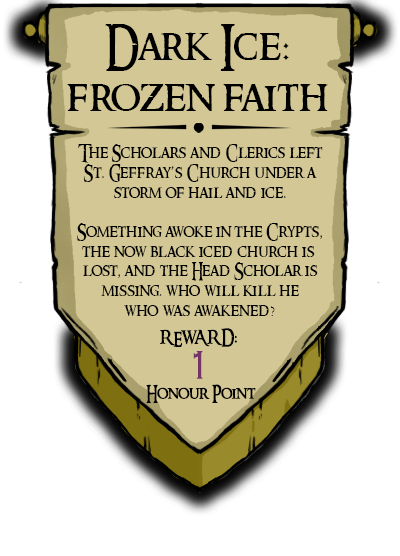 Dark Ice:
Frozen Faith
The Scholars and Clerics left
St. Geffray's Church under a
storm of hail and ice.
Something awoke in the Crypts,
the now black iced church is
lost, and the Head Scholar is
missing. who will kill he
who was awakened?
Reward:
1
Honour Point